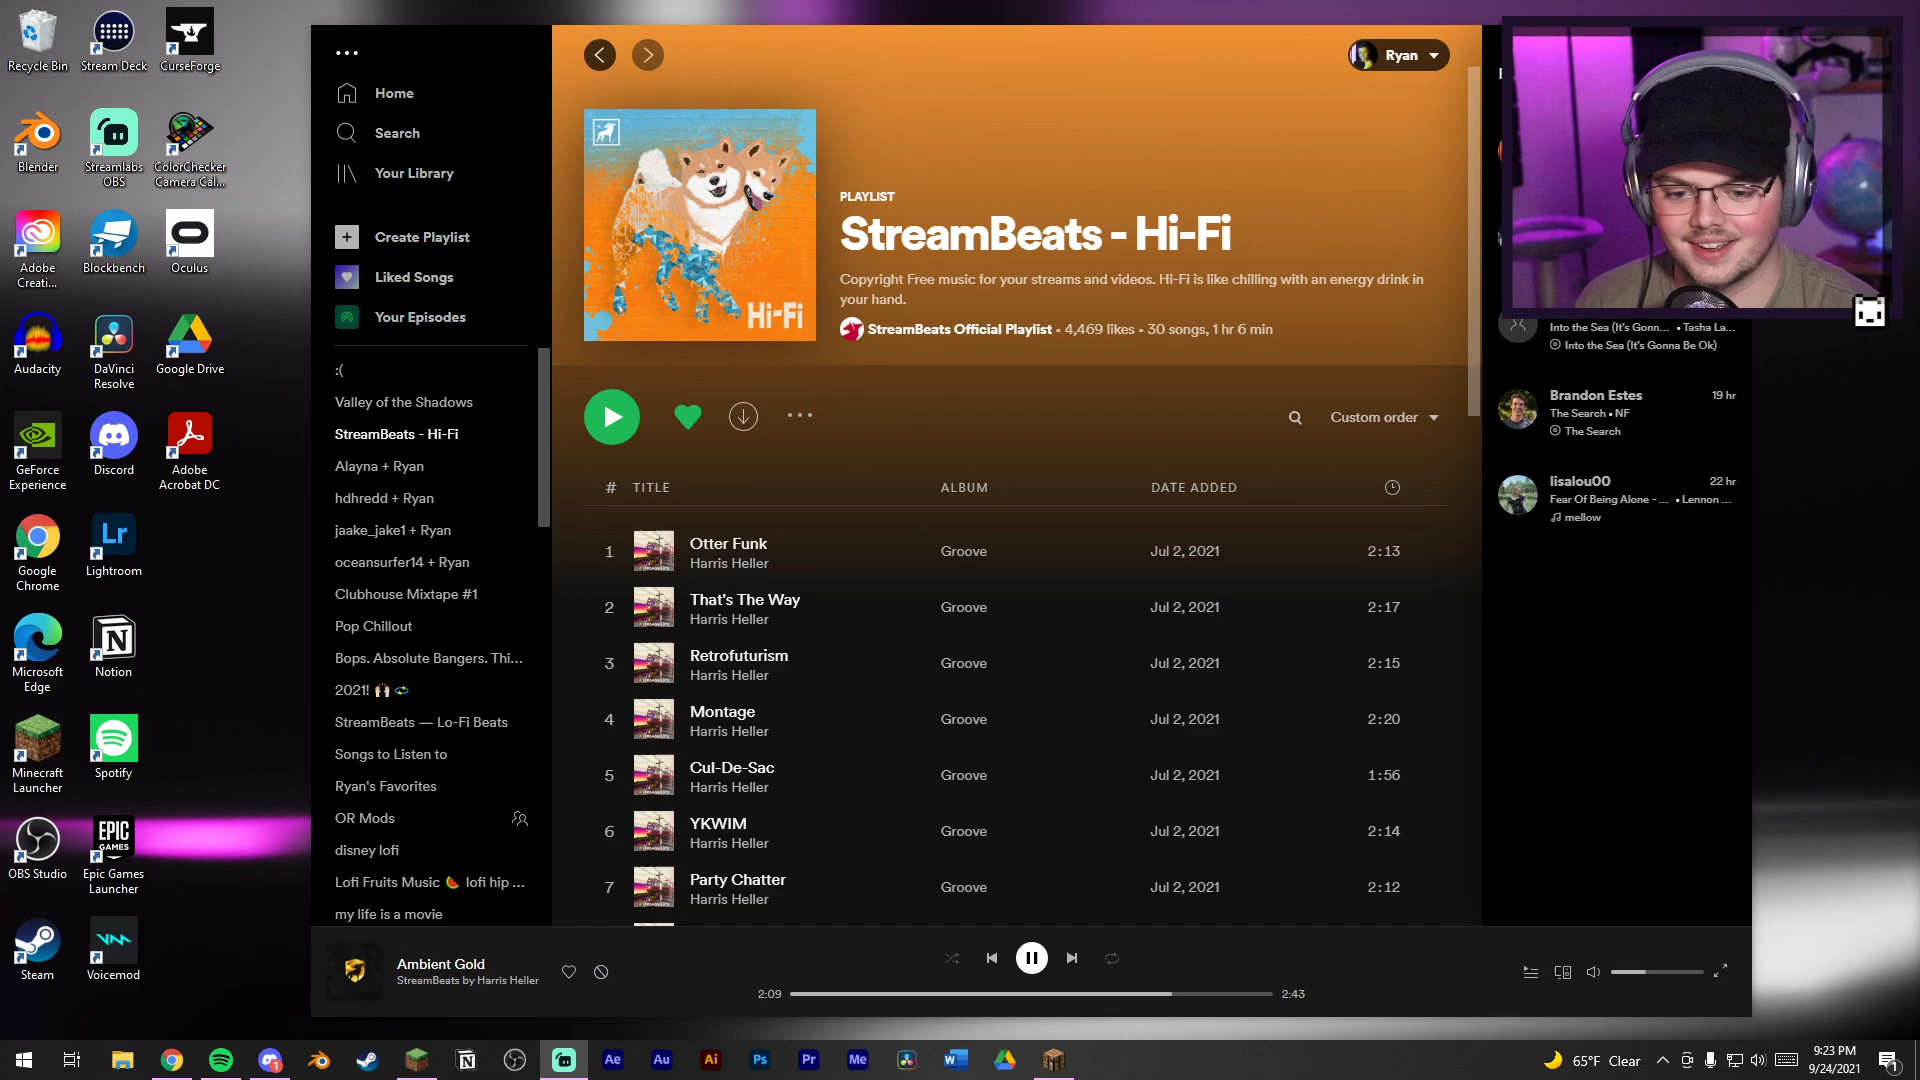 Recycle Bin
Stream Deck
CurseForge
Blender
Streamlabs OBS
ColorChecker Camera Cal...
Adobe Creati...
Blockbench
Oculus
Audacity
DaVinci Resolve
Google Drive
GeForce Experience
Discord
Adobe Acrobat DC
Google Chrome
Lr
Lightroom
Microsoft Edge
Notion
Minecraft Launcher
Spotify
OBS Studio
EPIC GAMES
Epic Games Launcher
Steam
Voicemod
Home
Search
Your Library
Create Playlist
Liked Songs
Your Episodes
:(
Valley of the Shadows
StreamBeats - Hi-Fi
Alayna + Ryan
hdhredd + Ryan
jaake_jake1 + Ryan
oceansurfer14 + Ryan
Clubhouse Mixtape #1
Pop Chillout
Bops. Absolute Bangers. Thi...
2021! 🙌🏻 💫
StreamBeats — Lo-Fi Beats
Songs to Listen to
Ryan's Favorites
OR Mods
disney lofi
Lofi Fruits Music 🍉 lofi hip ...
my life is a movie
Ryan
Hi-Fi
PLAYLIST
StreamBeats - Hi-Fi
Copyright Free music for your streams and videos. Hi-Fi is like chilling with an energy drink in
your hand.
StreamBeats Official Playlist • 4,469 likes • 30 songs, 1 hr 6 min
Custom order
# TITLE ALBUM DATE ADDED
1 Otter Funk Groove Jul 2, 2021 2:13
Harris Heller
2 That's The Way Groove Jul 2, 2021 2:17
Harris Heller
3 Retrofuturism Groove Jul 2, 2021 2:15
Harris Heller
4 Montage Groove Jul 2, 2021 2:20
Harris Heller
5 Cul-De-Sac Groove Jul 2, 2021 1:56
Harris Heller
6 YKWIM Groove Jul 2, 2021 2:14
Harris Heller
7 Party Chatter Groove Jul 2, 2021 2:12
Harris Heller
Into the Sea (It's Gonn... • Tasha La...
Into the Sea (It's Gonna Be Ok)
Brandon Estes 19 hr
The Search • NF
The Search
lisalou00 22 hr
Fear Of Being Alone - ... • Lennon ...
mellow
Ambient Gold
StreamBeats by Harris Heller
2:09
2:43
1
Ae
Au
Ai
Ps
Pr
Me
65°F Clear
9:23 PM
9/24/2021
1